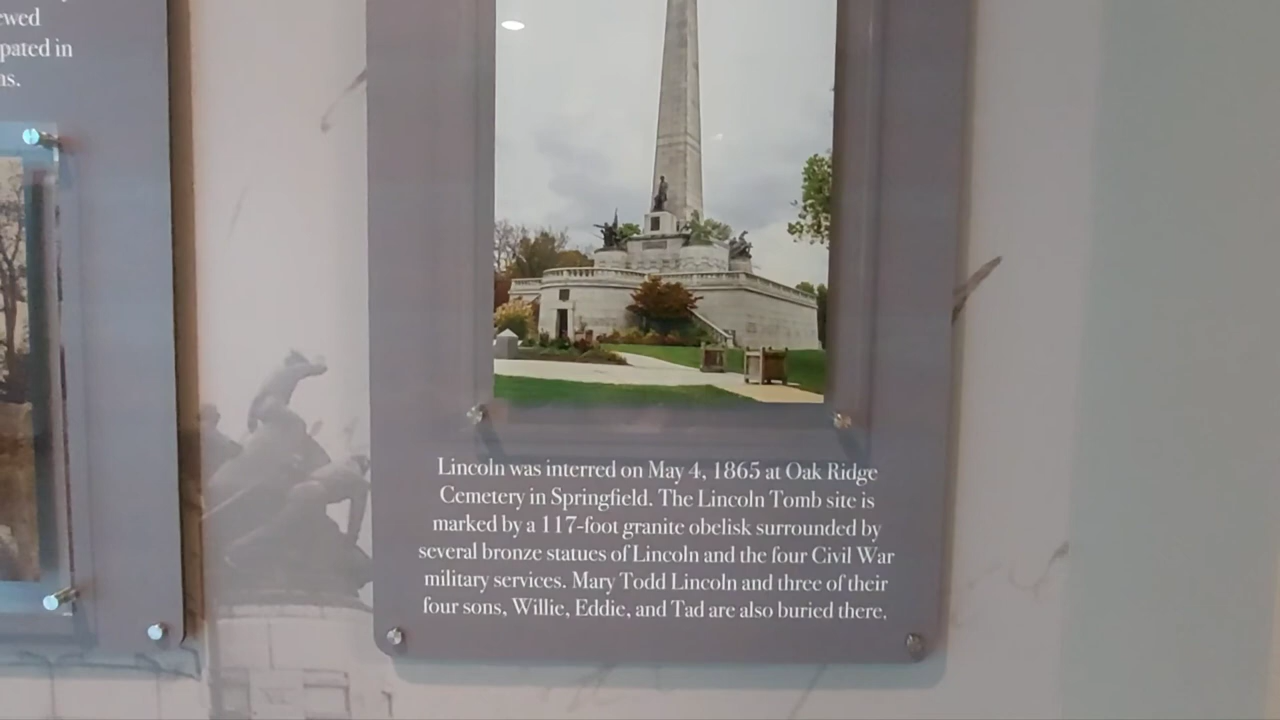 pated in
Lincoln was interred on May 4, 1865 at Oak Ridge
Cemetery in Springfield. The Lincoln Tomb site is
marked by a 117-foot granite obelisk surrounded by
several bronze statues of Lincoln and the four Civil War
military services. Mary Todd Lincoln and three of their
four sons, Willie, Eddie, and Tad are also buried there.